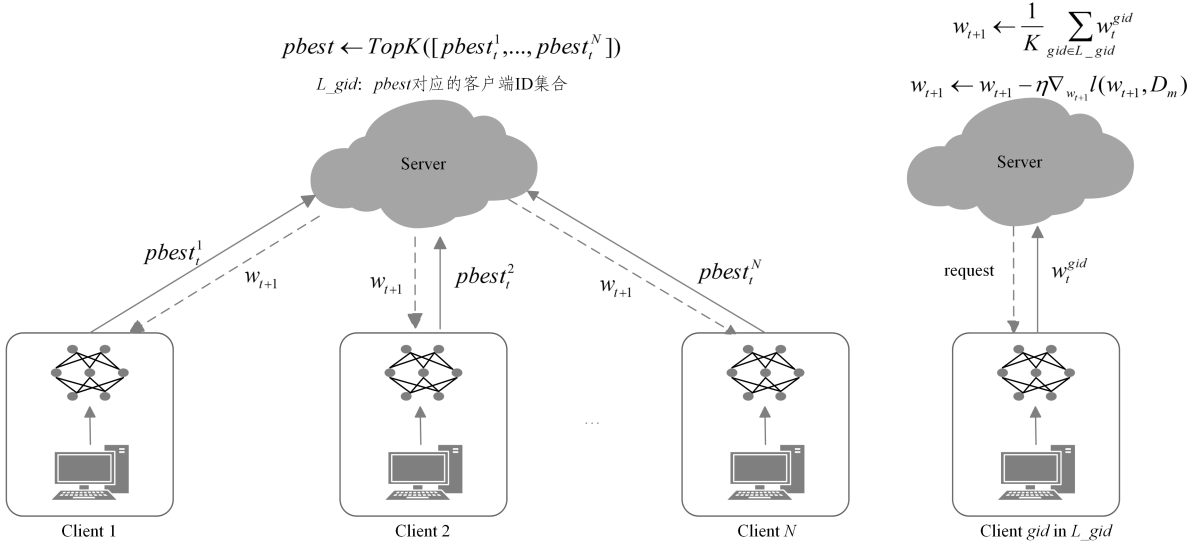 pbest ← TopK([pbest_t^1,...,pbest_t^N])
L_gid: pbest对应的客户端ID集合
Server
pbest_t^1
w_{t+1}
w_{t+1}
pbest_t^2
w_{t+1}
pbest_t^N
...
Client 1
Client 2
Client N
w_{t+1} ← \frac{1}{K} \sum_{gid∈L_gid} w_t^{gid}
w_{t+1} ← w_{t+1} − η∇_{w_{t+1}} l(w_{t+1}, D_m)
Server
request
w_t^{gid}
Client gid in L_gid